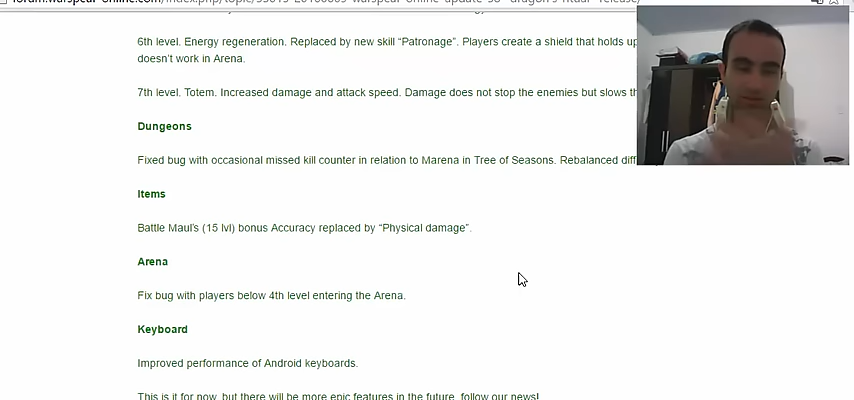 forum.warspear-online.com/index.php?/topic/
6th level. Energy regeneration. Replaced by new skill “Patronage”. Players create a shield that holds up
doesn’t work in Arena.
7th level. Totem. Increased damage and attack speed. Damage does not stop the enemies but slows
Dungeons
Fixed bug with occasional missed kill counter in relation to Marena in Tree of Seasons. Rebalanced
Items
Battle Maul’s (15 lvl) bonus Accuracy replaced by “Physical damage”.
Arena
Fix bug with players below 4th level entering the Arena.
Keyboard
Improved performance of Android keyboards.
This is it for now, but there will be more epic features in the future, follow our news!